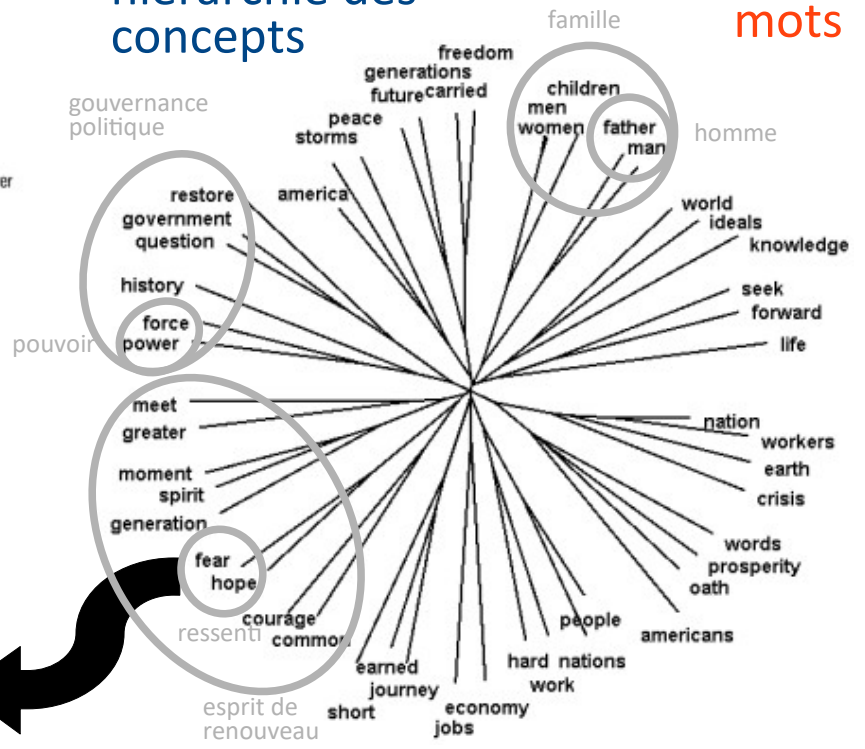 hiérarchie des
concepts
mots
famille
gouvernance
politique
homme
pouvoir
ressenti
esprit de
renouveau
er
freedom
generations
future
carried
peace
storms
america
children
men
women
father
man
restore
government
question
history
force
power
world
ideals
knowledge
seek
forward
life
meet
greater
moment
spirit
generation
fear
hope
courage
common
nation
workers
earth
crisis
words
prosperity
oath
americans
people
hard nations
work
earned
journey
short
economy
jobs